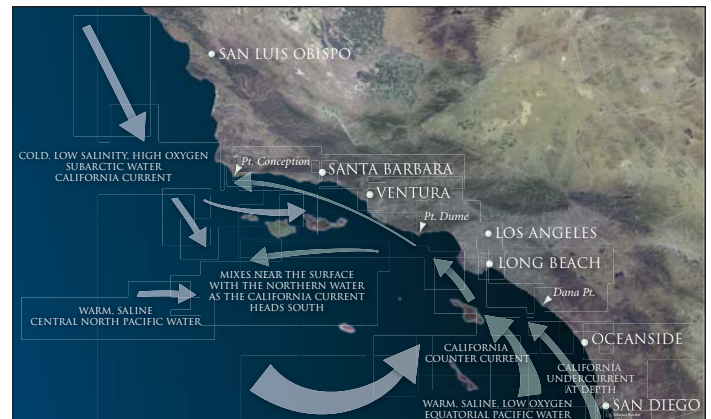 SAN LUIS OBISPO
COLD, LOW SALINITY, HIGH OXYGEN
SUBARCTIC WATER
CALIFORNIA CURRENT
Pt. Conception
SANTA BARBARA
VENTURA
Pt. Dume
LOS ANGELES
LONG BEACH
MIXES NEAR THE SURFACE
WITH THE NORTHERN WATER
AS THE CALIFORNIA CURRENT
HEADS SOUTH
Dana Pt.
WARM, SALINE
CENTRAL NORTH PACIFIC WATER
OCEANSIDE
CALIFORNIA
COUNTER CURRENT
CALIFORNIA
UNDERCURRENT
AT DEPTH
WARM, SALINE, LOW OXYGEN
EQUATORIAL PACIFIC WATER
SAN DIEGO